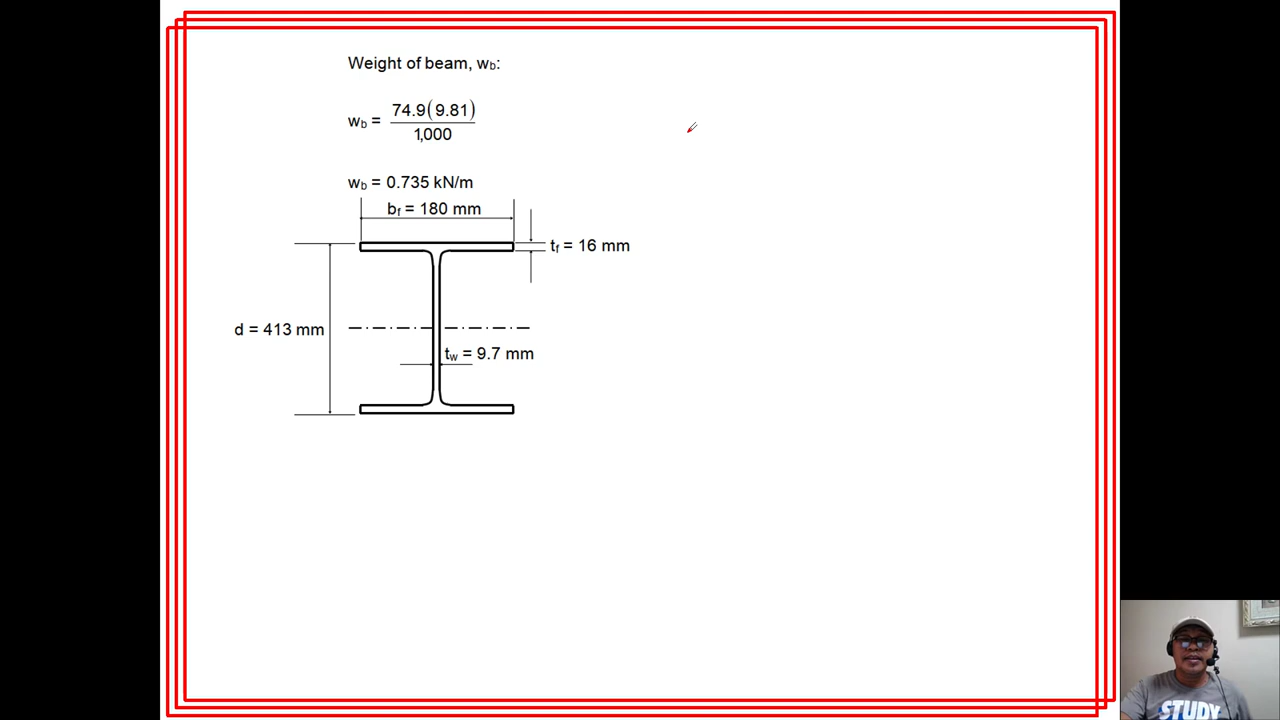 Weight of beam, wb:
wb = 74.9(9.81)
1,000
wb = 0.735 kN/m
bf = 180 mm
tf = 16 mm
d = 413 mm
tw = 9.7 mm
STUDY